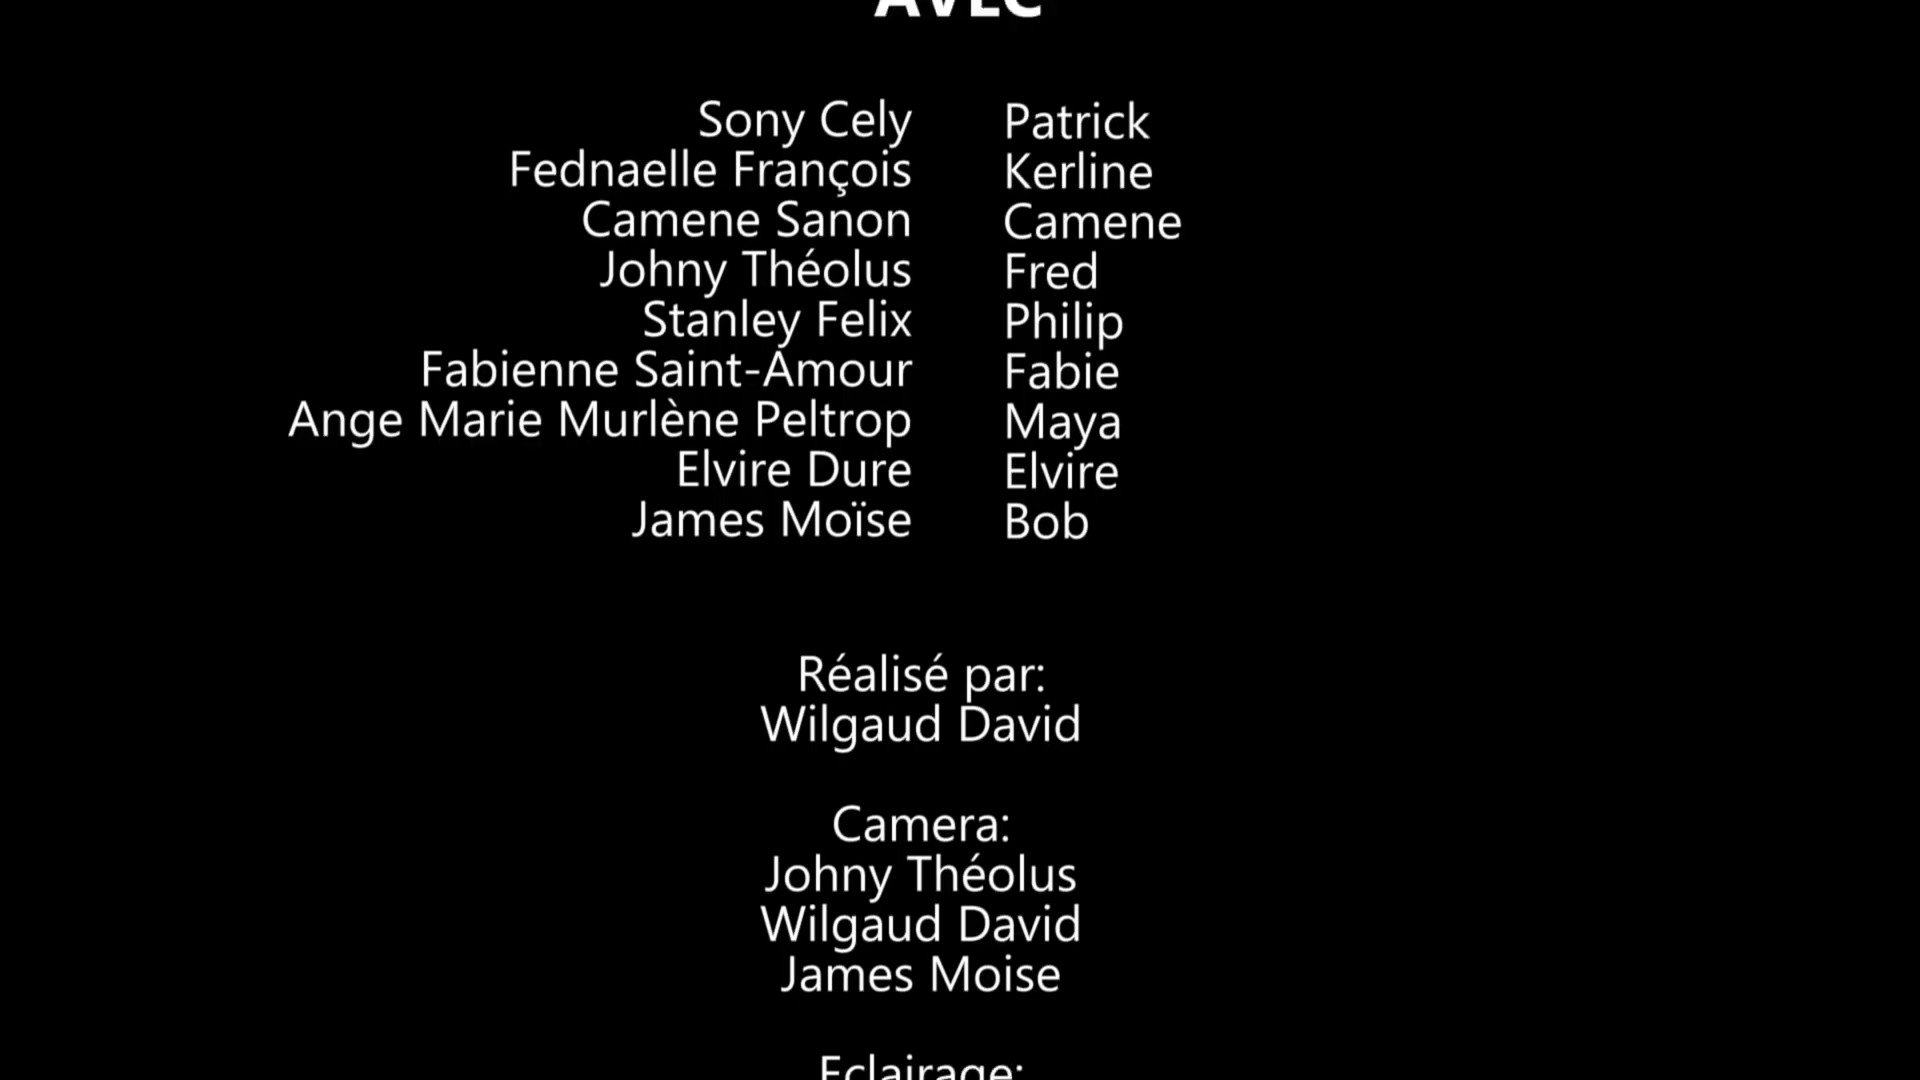 AVEC
Sony Cely Patrick
Fednaelle François Kerline
Camene Sanon Camene
Johny Théolus Fred
Stanley Felix Philip
Fabienne Saint-Amour Fabie
Ange Marie Murlène Peltrop Maya
Elvire Dure Elvire
James Moïse Bob
Réalisé par:
Wilgaud David
Camera:
Johny Théolus
Wilgaud David
James Moise
Eclairage: